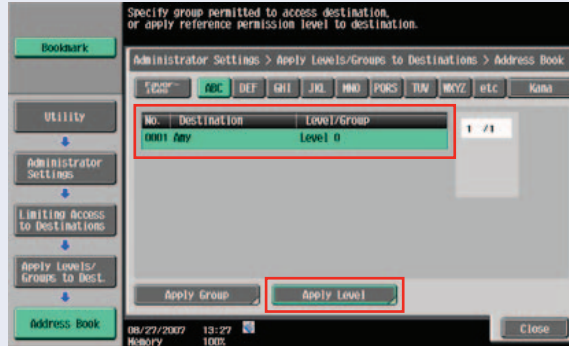 Specify group permitted to access destination.
or apply reference permission level to destination.
Bookmark
Administrator Settings > Apply Levels/Groups to Destinations > Address Book
Favor-
ites
ABC
DEF
GHI
JKL
MNO
PQRS
TUV
WXYZ
etc
Kana
Utility
No.
Destination
Level/Group
0001 Any
Level 0
1 /1
Administrator
Settings
Limiting Access
to Destinations
Apply Levels/
Groups to Dest.
Apply Group
Apply Level
Address Book
08/27/2007 13:27
Memory 100%
Close